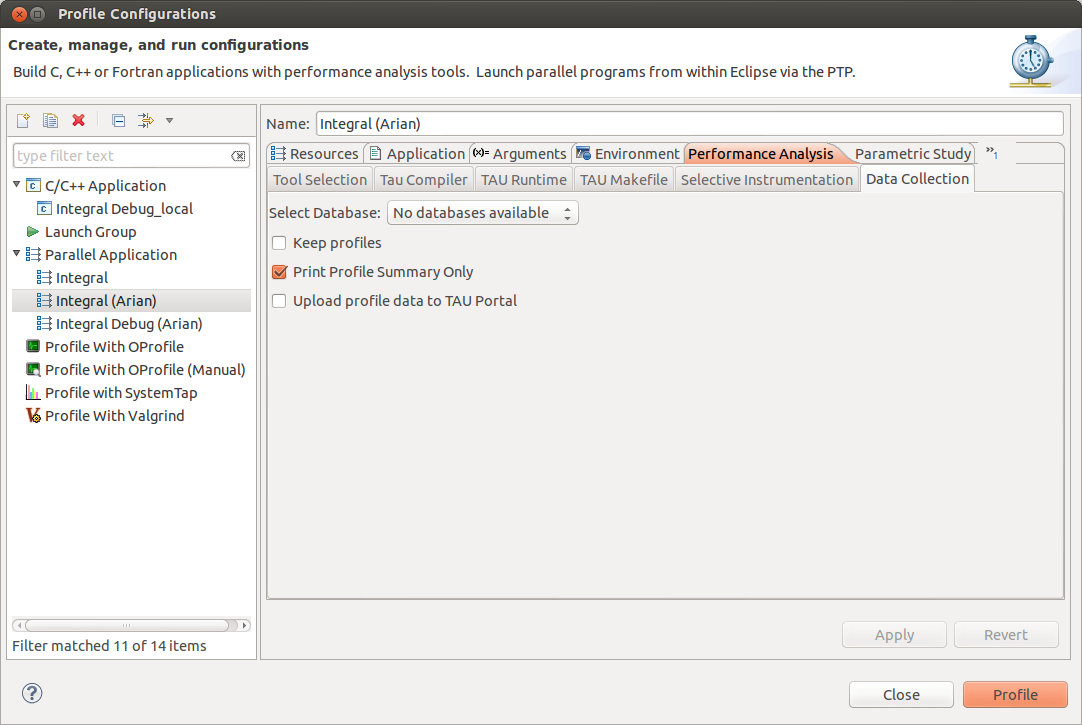 Profile Configurations
Create, manage, and run configurations
Build C, C++ or Fortran applications with performance analysis tools.  Launch parallel programs from within Eclipse via the PTP.
type filter text
C/C++ Application
Integral Debug_local
Launch Group
Parallel Application
Integral
Integral (Arian)
Integral Debug (Arian)
Profile With OProfile
Profile With OProfile (Manual)
Profile with SystemTap
Profile With Valgrind
Filter matched 11 of 14 items
Name: Integral (Arian)
Resources Application (x)= Arguments Environment Performance Analysis Parametric Study »1
Tool Selection Tau Compiler TAU Runtime TAU Makefile Selective Instrumentation Data Collection
Select Database: No databases available
Keep profiles
Print Profile Summary Only
Upload profile data to TAU Portal
Apply Revert
? Close Profile